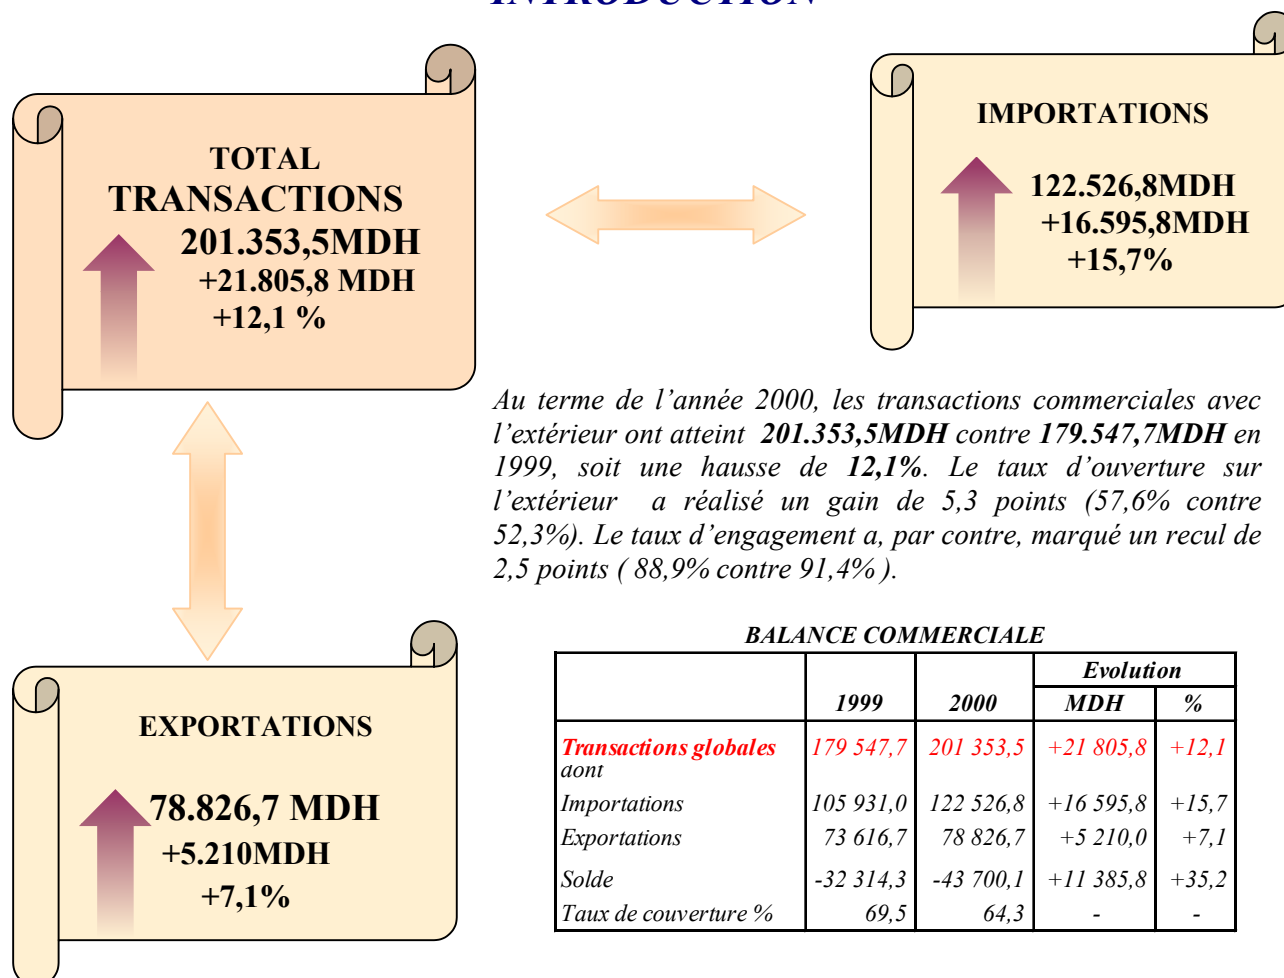 INTRODUCTION
TOTAL
TRANSACTIONS
201.353,5MDH
+21.805,8 MDH
+12,1 %
IMPORTATIONS
122.526,8MDH
+16.595,8MDH
+15,7%
Au terme de l’année 2000, les transactions commerciales avec
l’extérieur ont atteint 201.353,5MDH contre 179.547,7MDH en
1999, soit une hausse de 12,1%. Le taux d’ouverture sur
l’extérieur a réalisé un gain de 5,3 points (57,6% contre
52,3%). Le taux d’engagement a, par contre, marqué un recul de
2,5 points ( 88,9% contre 91,4% ).
EXPORTATIONS
78.826,7 MDH
+5.210MDH
+7,1%
BALANCE COMMERCIALE
Evolution
1999 2000 MDH %
Transactions globales 179 547,7 201 353,5 +21 805,8 +12,1
aont
Importations 105 931,0 122 526,8 +16 595,8 +15,7
Exportations 73 616,7 78 826,7 +5 210,0 +7,1
Solde -32 314,3 -43 700,1 +11 385,8 +35,2
Taux de couverture % 69,5 64,3 - -